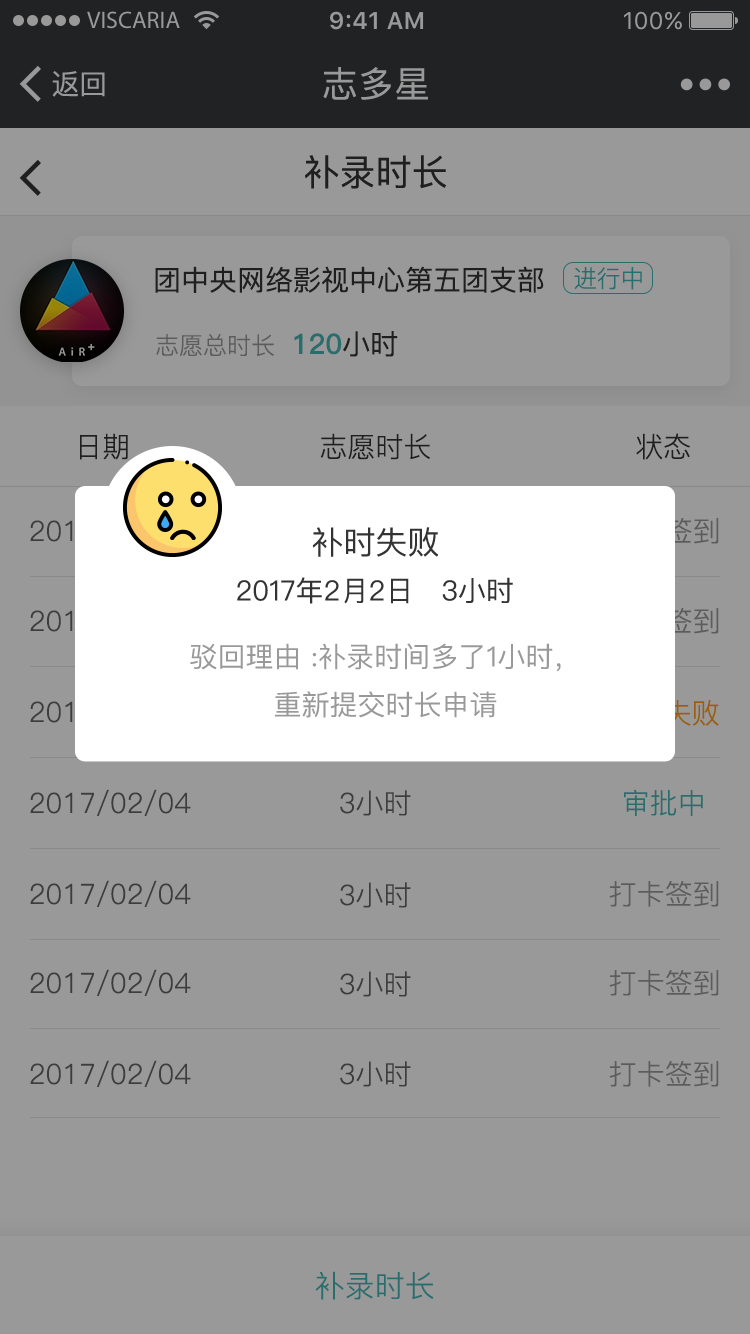 VISCARIA 9:41 AM 100%
返回 志多星
补录时长
团中央网络影视中心第五团支部 进行中
AiR+
志愿总时长 120小时
日期 志愿时长 状态
201 签到
补时失败
2017年2月2日 3小时
201 签到
驳回理由 :补录时间多了1小时,
重新提交时长申请
201 失败
2017/02/04 3小时 审批中
2017/02/04 3小时 打卡签到
2017/02/04 3小时 打卡签到
2017/02/04 3小时 打卡签到
补录时长